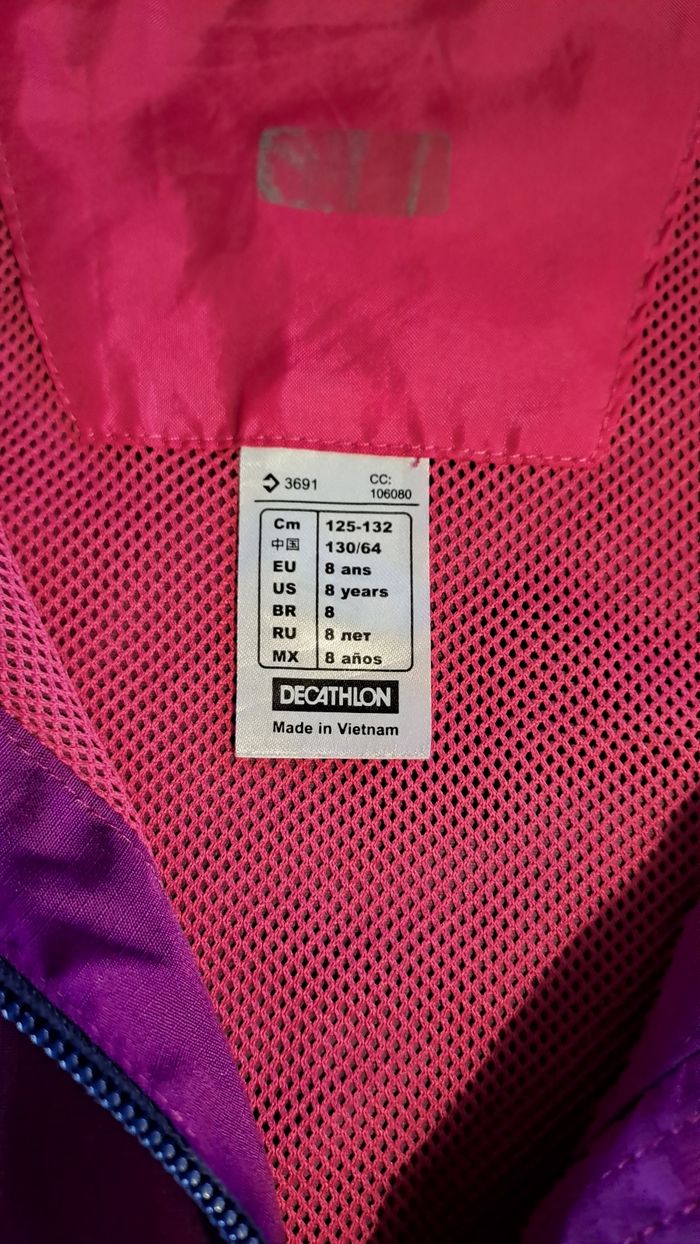 3691 CC:
106080
Cm 125-132
中国 130/64
EU 8 ans
US 8 years
BR 8
RU 8 лет
MX 8 años
DECATHLON
Made in Vietnam